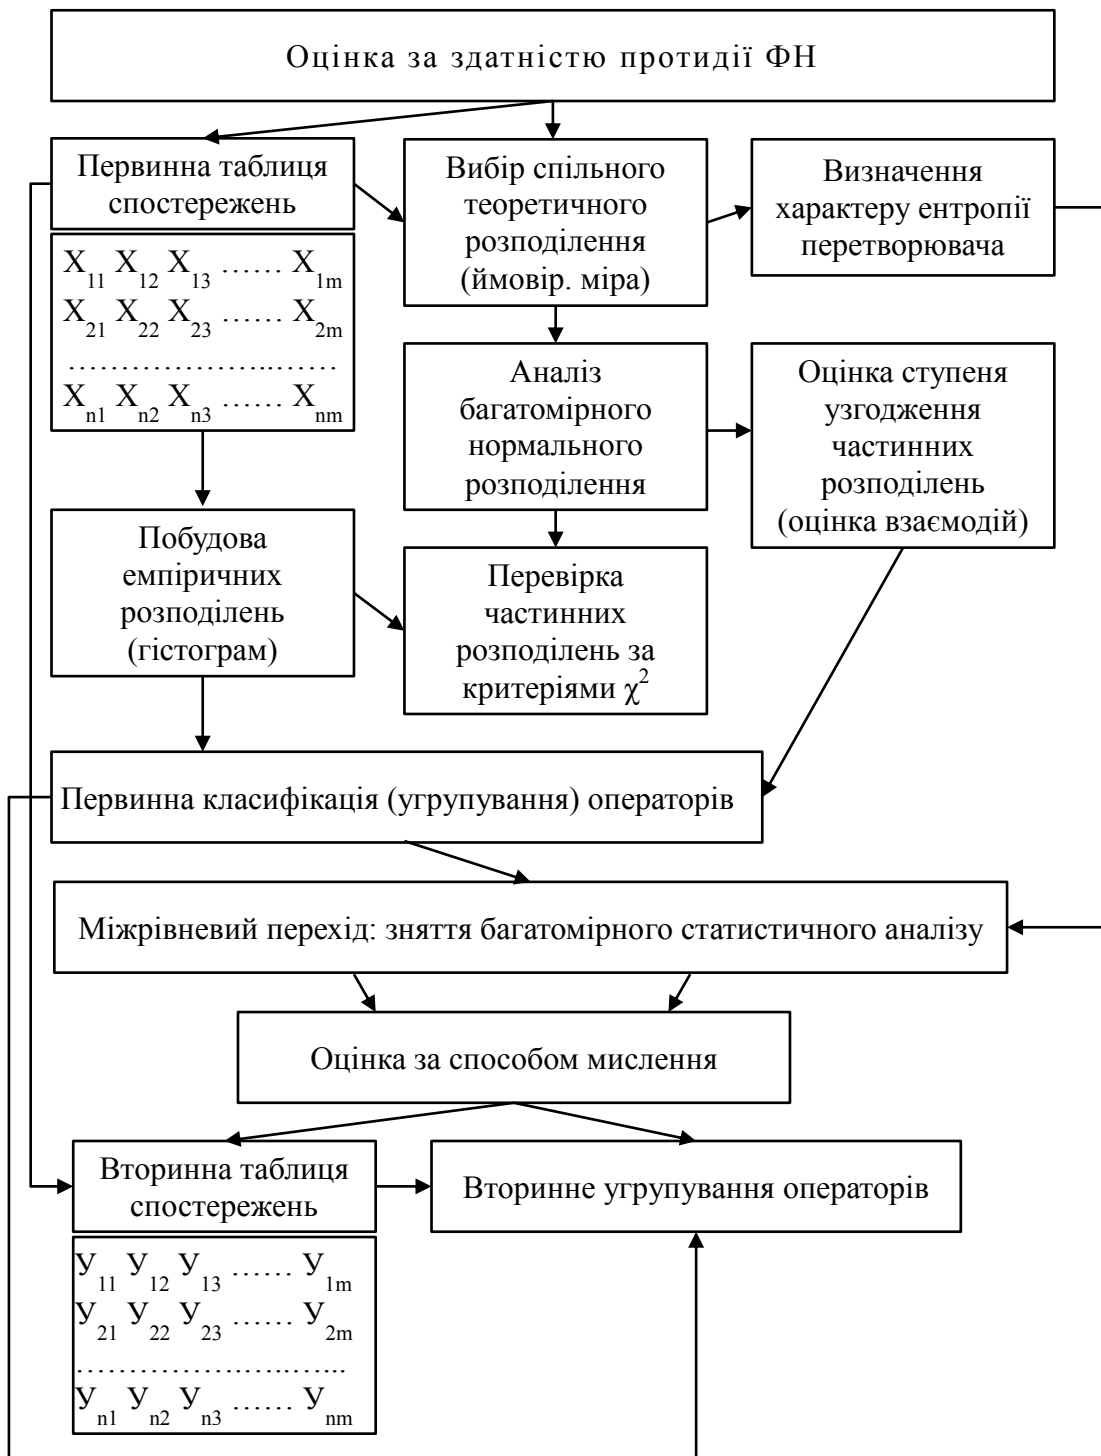 Оцінка за здатністю протидії ФН
Первинна таблиця
спостережень
X11 X12 X13 …… X1m
X21 X22 X23 …… X2m
…………………...……
Xn1 Xn2 Xn3 …… Xnm
Вибір спільного
теоретичного
розподілення
(ймовір. міра)
Визначення
характеру ентропії
перетворювача
Аналіз
багатомірного
нормального
розподілення
Оцінка ступеня
узгодження
частинних
розподілень
(оцінка взаємодій)
Побудова
емпіричних
розподілень
(гістограм)
Перевірка
частинних
розподілень за
критеріями χ²
Первинна класифікація (угрупування) операторів
Міжрівневий перехід: зняття багатомірного статистичного аналізу
Оцінка за способом мислення
Вторинна таблиця
спостережень
Вторинне угрупування операторів
У11 У12 У13 …… У1m
У21 У22 У23 …… У2m
…………………..……...
Уn1 Уn2 Уn3 …… Уnm